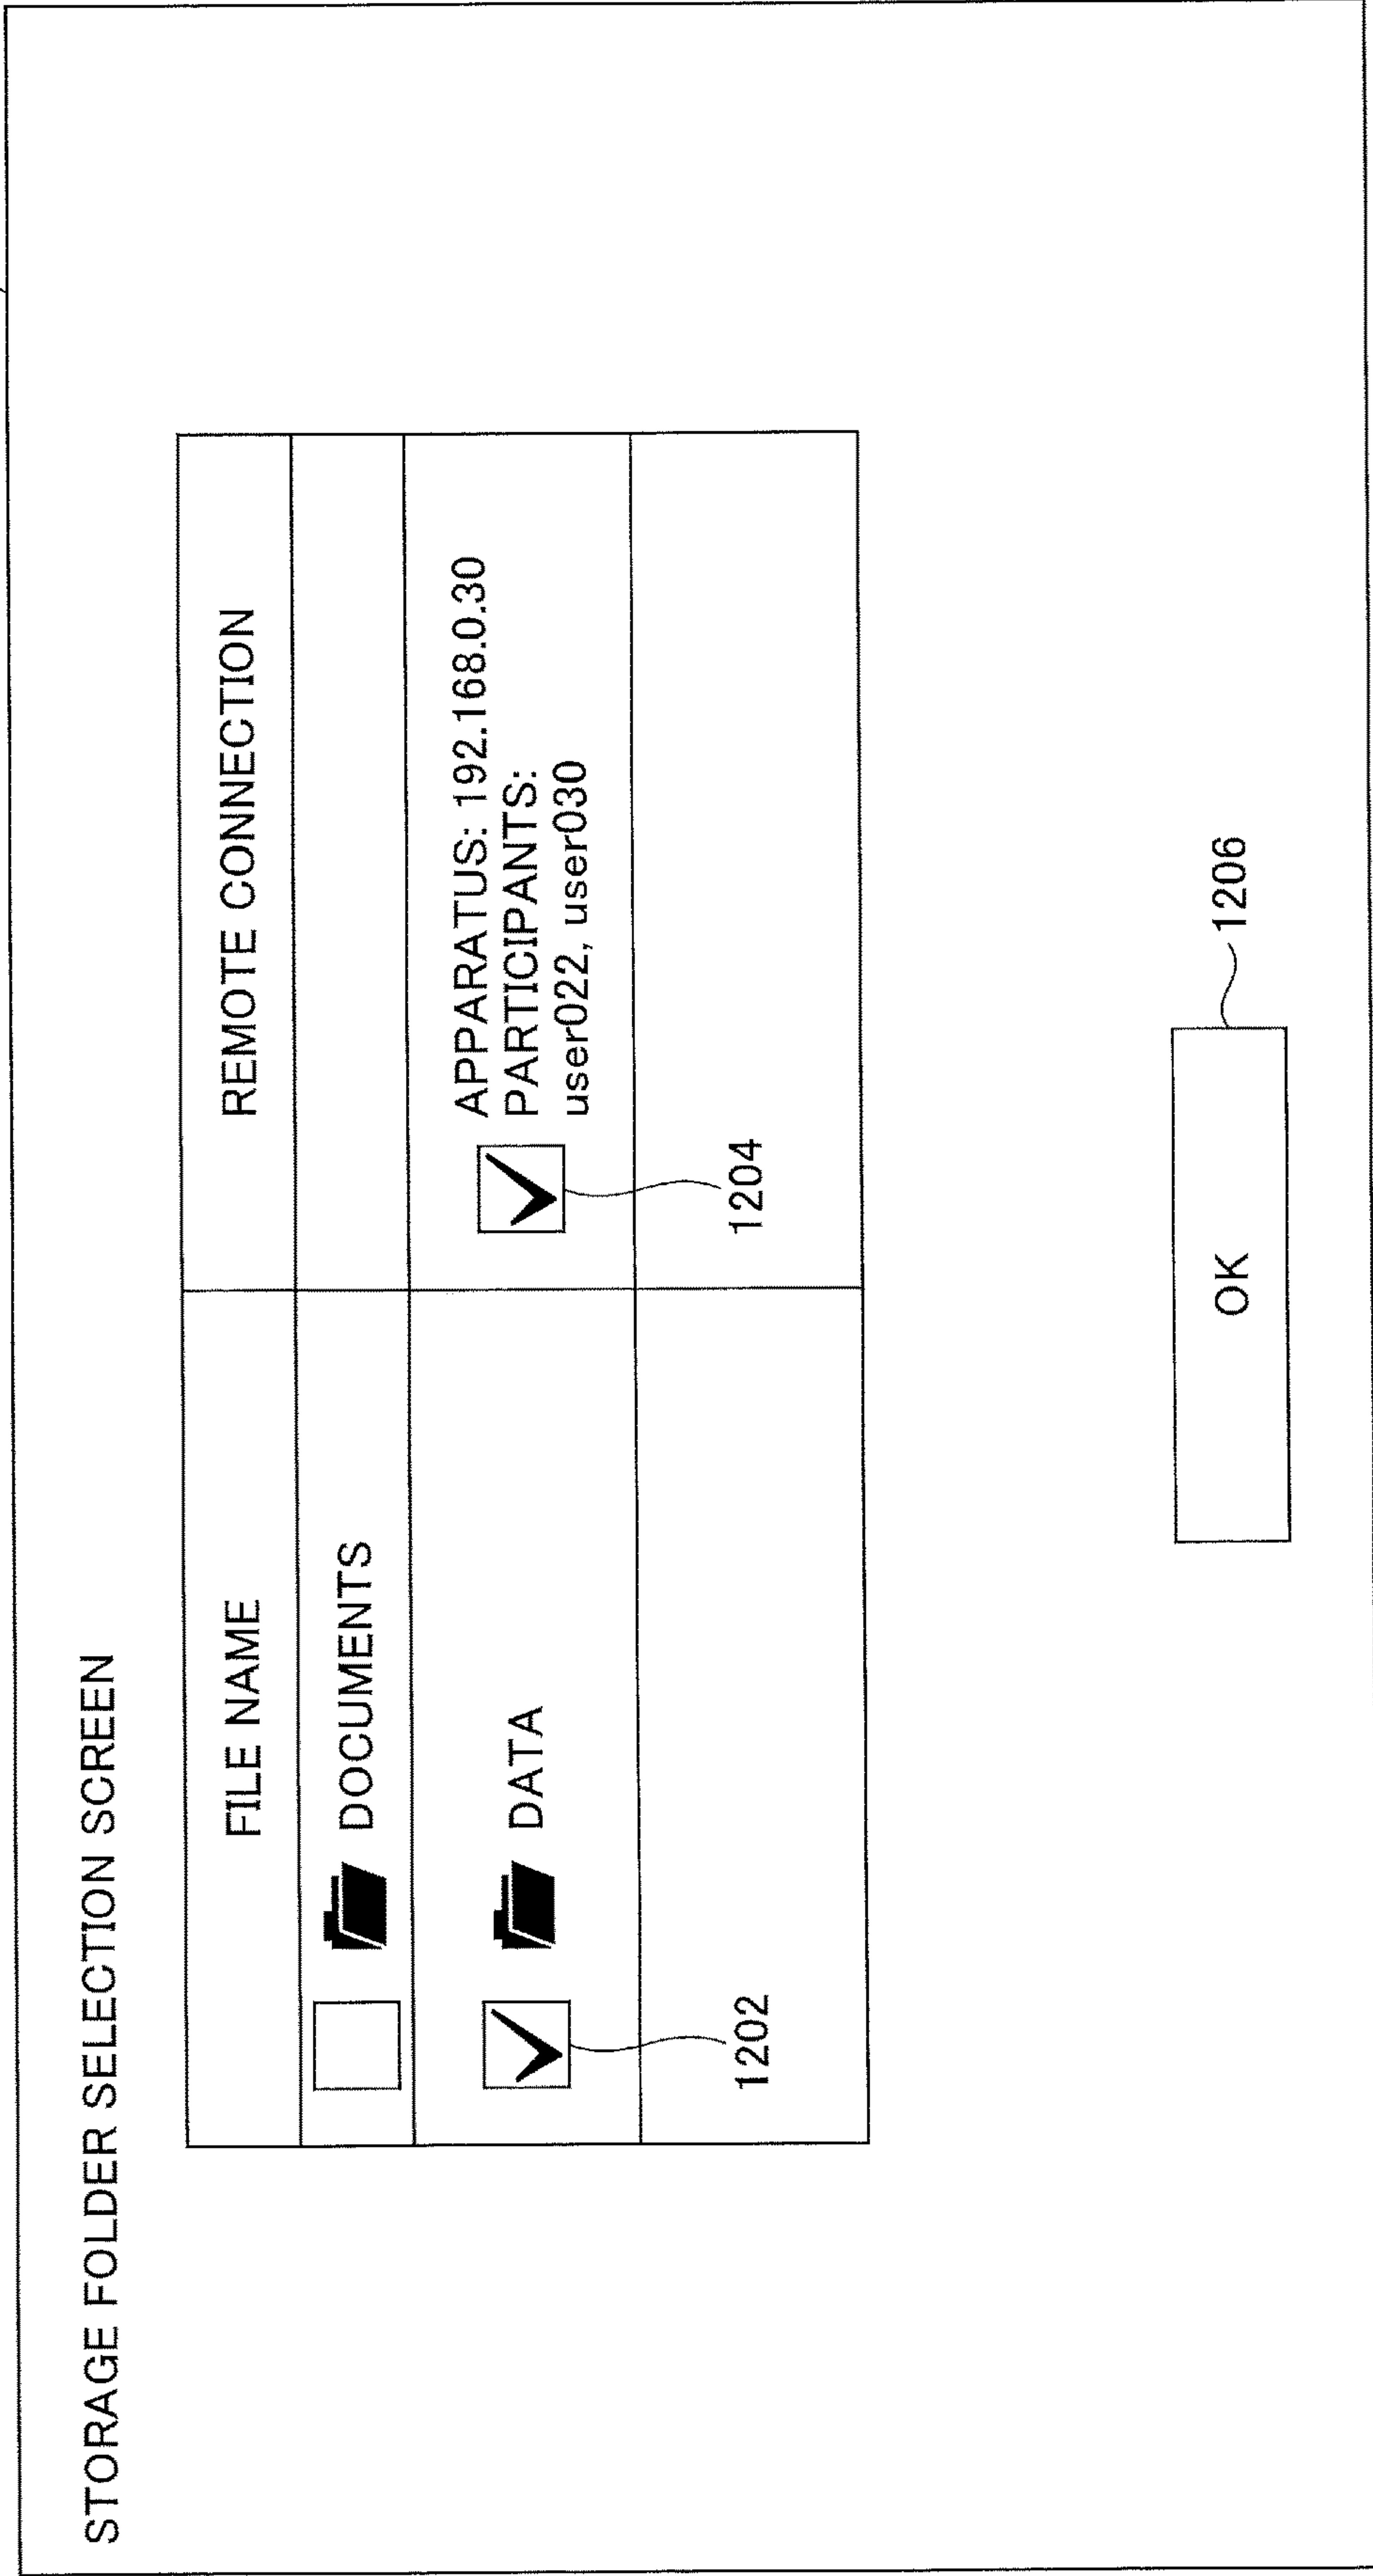 STORAGE FOLDER SELECTION SCREEN
FILE NAME
REMOTE CONNECTION
DOCUMENTS
DATA
APPARATUS: 192.168.0.30
PARTICIPANTS:
user022, user030
1202
1204
OK
1206